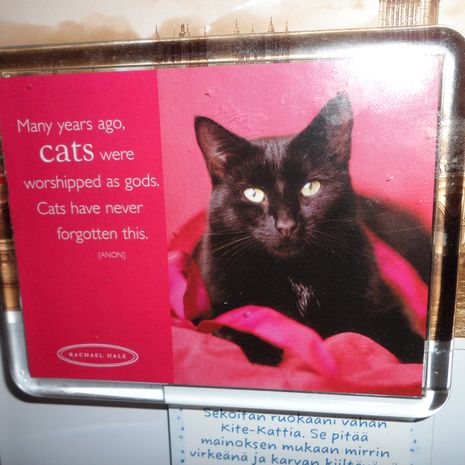 Many years ago,
cats were
worshipped as gods.
Cats have never
forgotten this.
[ANON]
RACHAEL HALE
Sekoitan ruokaani vähän
Kite-Kattia. Se pitää
mainoksen mukaan mirrin
virkeänä ja karvan